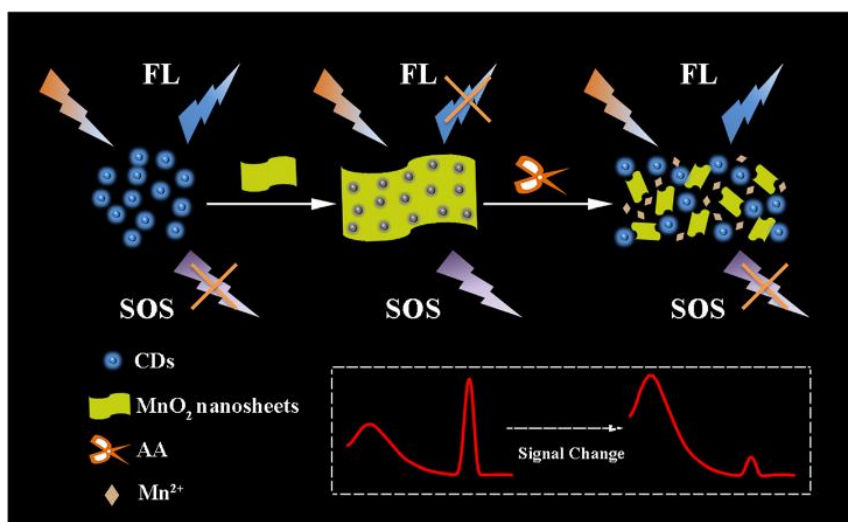 FL FL FL
SOS SOS SOS
CDs
MnO₂ nanosheets
AA
Mn²⁺
Signal Change